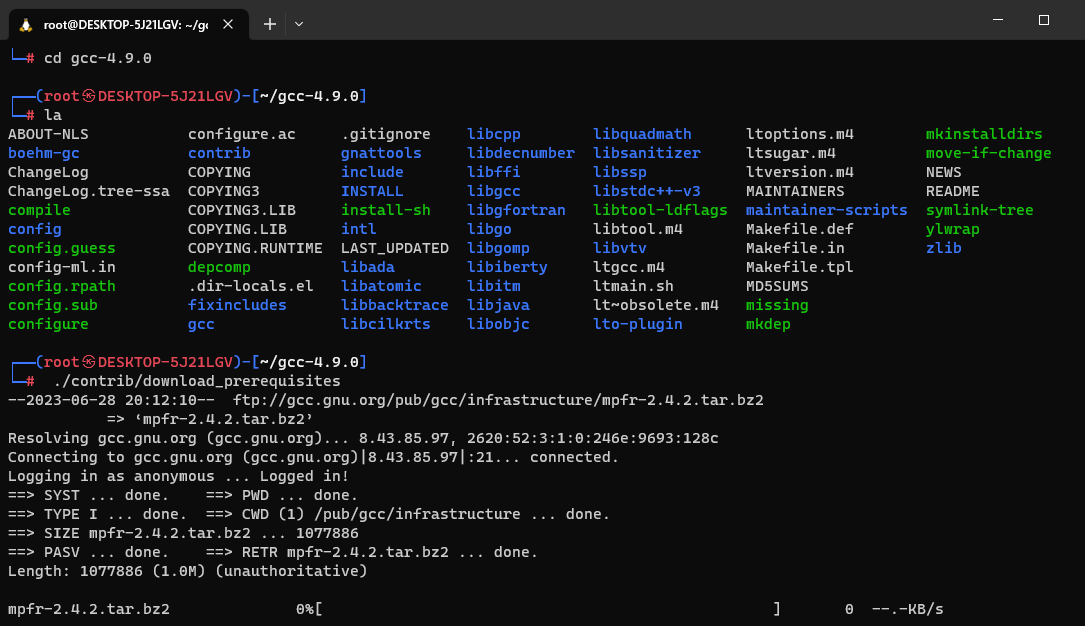 root@DESKTOP-5J21LGV: ~/gc
└─# cd gcc-4.9.0
┌──(root㉿DESKTOP-5J21LGV)-[~/gcc-4.9.0]
└─# la
ABOUT-NLS configure.ac .gitignore libcpp libquadmath ltoptions.m4 mkinstalldirs
boehm-gc contrib gnattools libdecnumber libsanitizer ltsugar.m4 move-if-change
ChangeLog COPYING include libffi libssp ltversion.m4 NEWS
ChangeLog.tree-ssa COPYING3 INSTALL libgcc libstdc++-v3 MAINTAINERS README
compile COPYING3.LIB install-sh libgfortran libtool-ldflags maintainer-scripts symlink-tree
config COPYING.LIB intl libgo libtool.m4 Makefile.def ylwrap
config.guess COPYING.RUNTIME LAST_UPDATED libgomp libvtv Makefile.in zlib
config-ml.in depcomp libada libiberty ltgcc.m4 Makefile.tpl
config.rpath .dir-locals.el libatomic libitm ltmain.sh MD5SUMS
config.sub fixincludes libbacktrace libjava lt~obsolete.m4 missing
configure gcc libcilkrts libobjc lto-plugin mkdep
┌──(root㉿DESKTOP-5J21LGV)-[~/gcc-4.9.0]
└─#  ./contrib/download_prerequisites
--2023-06-28 20:12:10--  ftp://gcc.gnu.org/pub/gcc/infrastructure/mpfr-2.4.2.tar.bz2
=> ‘mpfr-2.4.2.tar.bz2’
Resolving gcc.gnu.org (gcc.gnu.org)... 8.43.85.97, 2620:52:3:1:0:246e:9693:128c
Connecting to gcc.gnu.org (gcc.gnu.org)|8.43.85.97|:21... connected.
Logging in as anonymous ... Logged in!
==> SYST ... done.    ==> PWD ... done.
==> TYPE I ... done.  ==> CWD (1) /pub/gcc/infrastructure ... done.
==> SIZE mpfr-2.4.2.tar.bz2 ... 1077886
==> PASV ... done.    ==> RETR mpfr-2.4.2.tar.bz2 ... done.
Length: 1077886 (1.0M) (unauthoritative)
mpfr-2.4.2.tar.bz2 0%[ ] 0 --.-KB/s